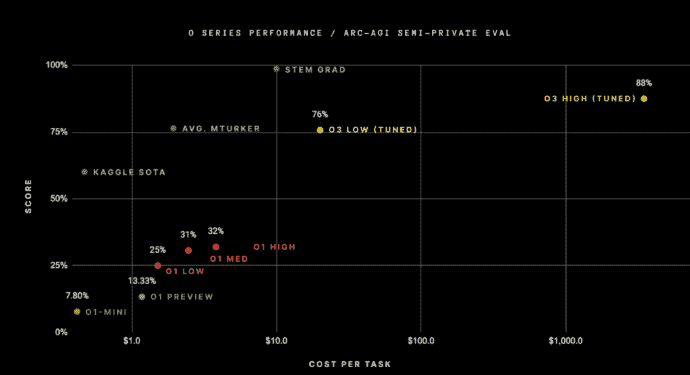 O SERIES PERFORMANCE / ARC-AGI SEMI-PRIVATE EVAL
100%
STEM GRAD
88%
O3 HIGH (TUNED)
76%
75%
AVG. MTURKER
O3 LOW (TUNED)
KAGGLE SOTA
SCORE
50%
31%
32%
25%
O1 HIGH
O1 MED
25%
O1 LOW
13.33%
7.80%
O1 PREVIEW
O1-MINI
0%
$1.0
$10.0
$100.0
$1,000.0
COST PER TASK